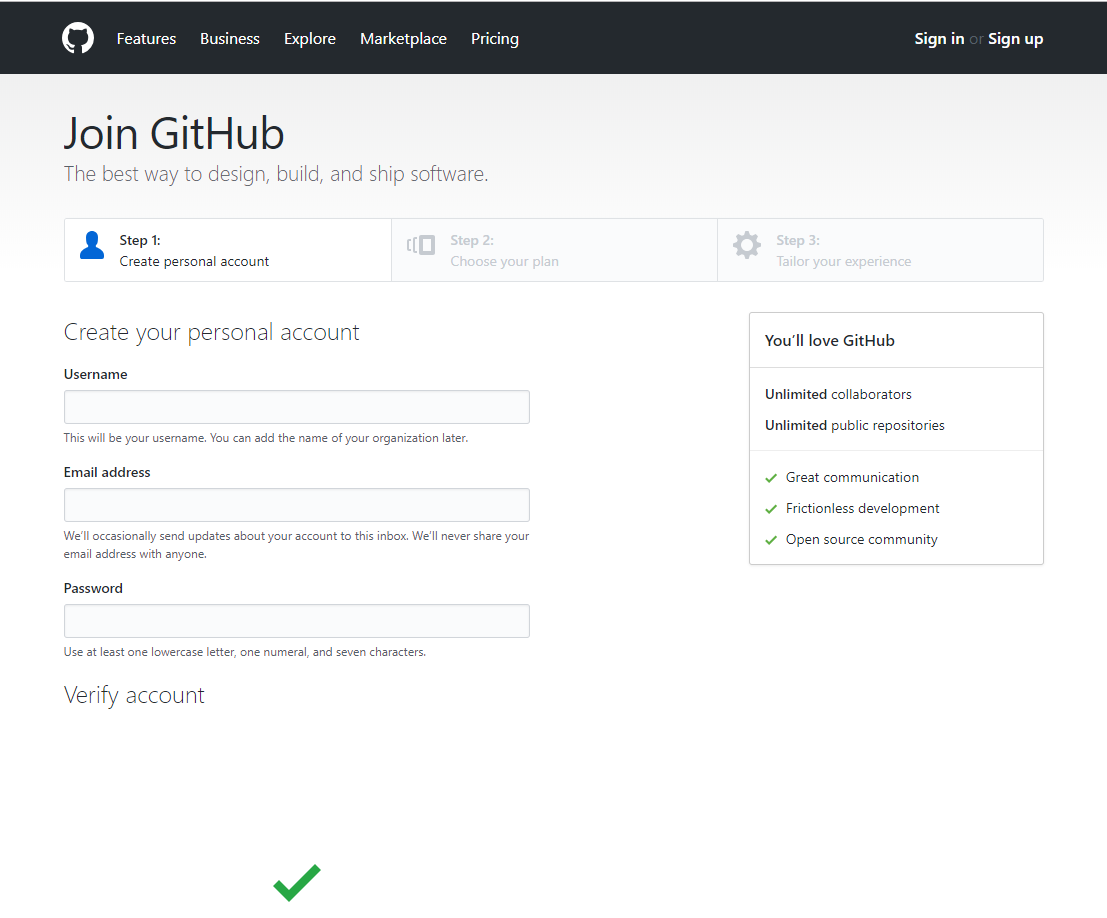 Features Business Explore Marketplace Pricing Sign in or Sign up
Join GitHub
The best way to design, build, and ship software.
Step 1:
Create personal account
Step 2:
Choose your plan
Step 3:
Tailor your experience
Create your personal account
Username
This will be your username. You can add the name of your organization later.
Email address
We’ll occasionally send updates about your account to this inbox. We’ll never share your
email address with anyone.
Password
Use at least one lowercase letter, one numeral, and seven characters.
Verify account
You’ll love GitHub
Unlimited collaborators
Unlimited public repositories
Great communication
Frictionless development
Open source community